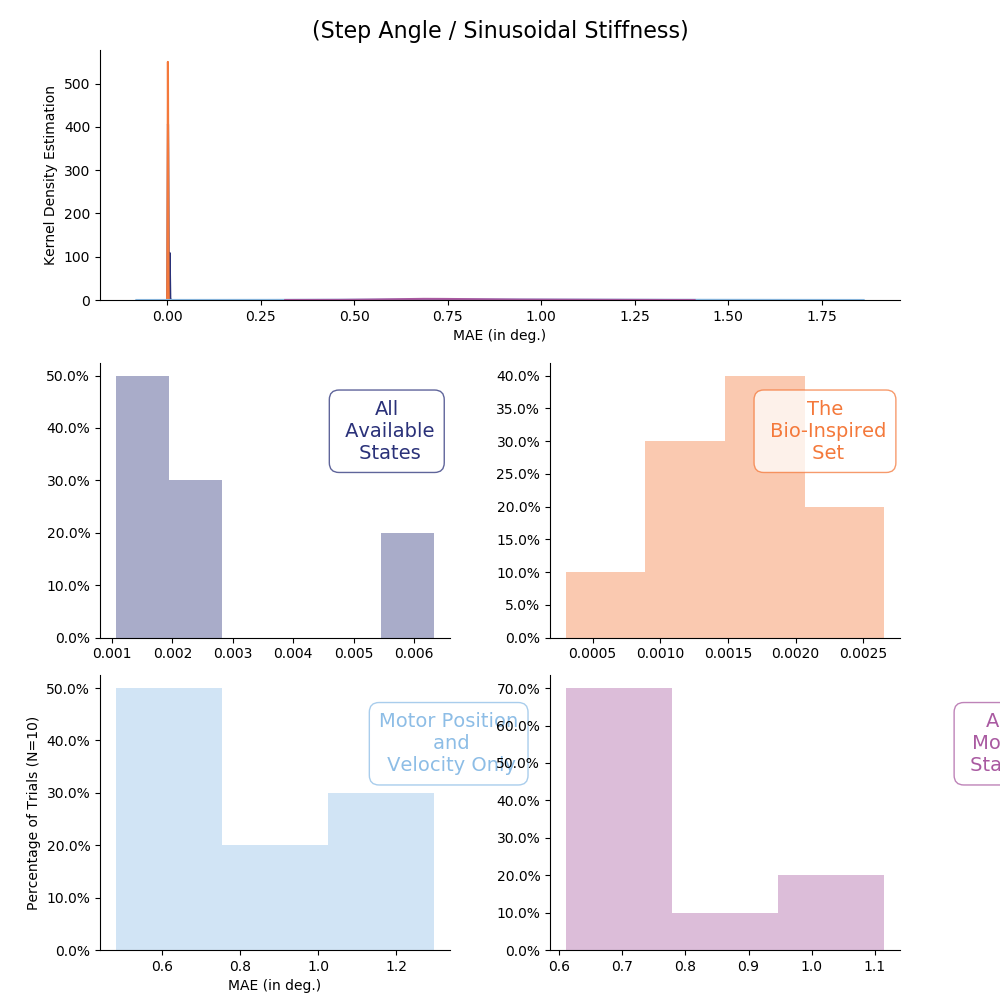 (Step Angle / Sinusoidal Stiffness)
Kernel Density Estimation
500
400
300
200
100
0
0.00 0.25 0.50 0.75 1.00 1.25 1.50 1.75
MAE (in deg.)
50.0%
40.0%
30.0%
20.0%
10.0%
0.0%
All
Available
States
0.001 0.002 0.003 0.004 0.005 0.006
40.0%
35.0%
30.0%
25.0%
20.0%
15.0%
10.0%
5.0%
0.0%
The
Bio-Inspired
Set
0.0005 0.0010 0.0015 0.0020 0.0025
Percentage of Trials (N=10)
50.0%
40.0%
30.0%
20.0%
10.0%
0.0%
Motor Position
and
Velocity Only
0.6 0.8 1.0 1.2
MAE (in deg.)
70.0%
60.0%
50.0%
40.0%
30.0%
20.0%
10.0%
0.0%
0.6 0.7 0.8 0.9 1.0 1.1